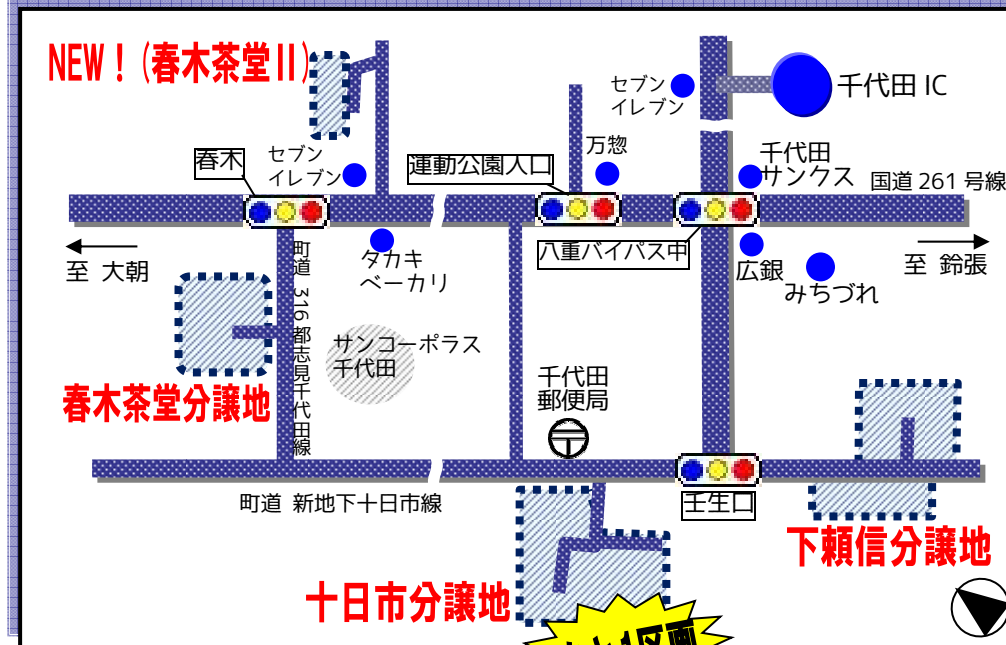 NEW！(春木茶堂Ⅱ)
セブン
イレブン
千代田 IC
春木
セブン
イレブン
運動公園入口
万惣
千代田
サンクス
国道 261 号線
至 大朝
町道 316 都志見千代田線
タカキ
ベーカリ
八重バイパス中
広銀
みちづれ
至 鈴張
サンコーポラス
千代田
春木茶堂分譲地
千代田
郵便局
町道 新地下十日市線
壬生口
下頼信分譲地
十日市分譲地